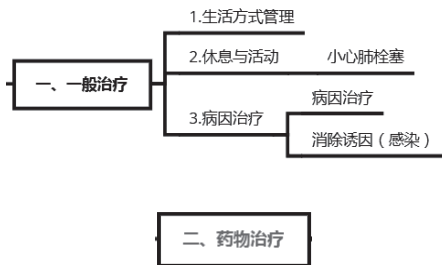 1.生活方式管理
2.休息与活动
小心肺栓塞
一、一般治疗
病因治疗
3.病因治疗
消除诱因（感染）
二、药物治疗